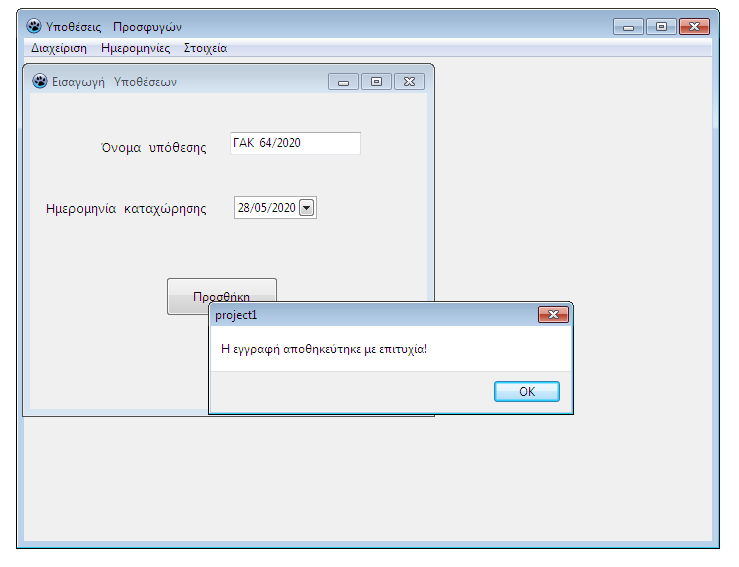 Υποθέσεις Προσφυγών
Διαχείριση Ημερομηνίες Στοιχεία
Εισαγωγή Υποθέσεων
Όνομα υπόθεσης ΓΑΚ 64/2020
Ημερομηνία καταχώρησης 28/05/2020
Προσθήκη
project1
Η εγγραφή αποθηκεύτηκε με επιτυχία!
OK